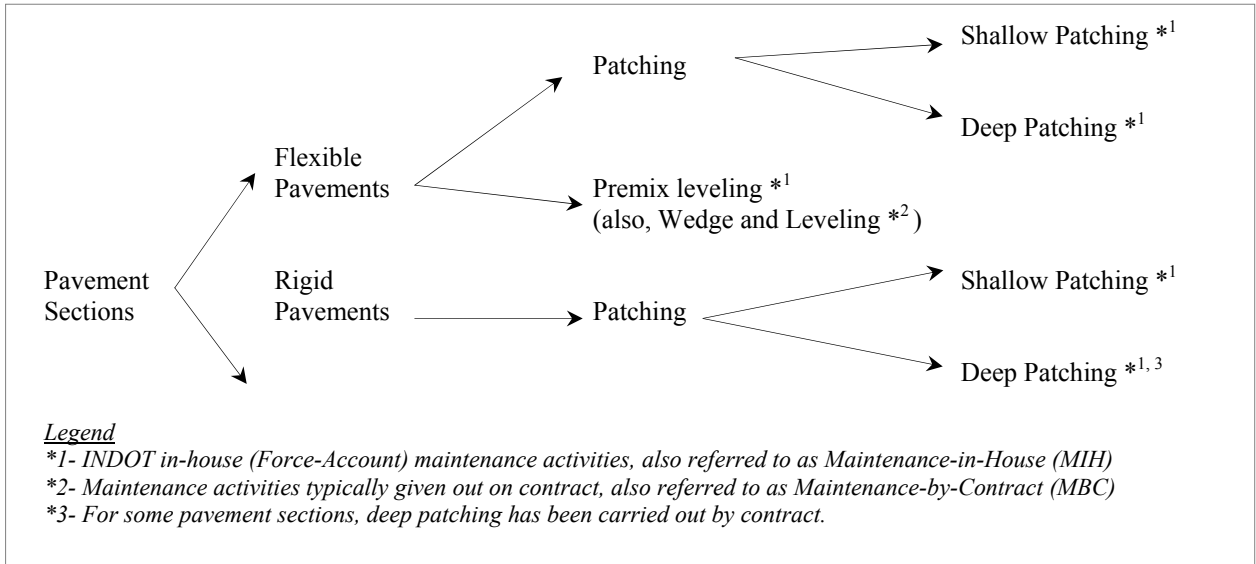 Shallow Patching *1
Patching
Deep Patching *1
Flexible
Pavements
Premix leveling *1
(also, Wedge and Leveling *2 )
Pavement
Sections
Rigid
Pavements
Patching
Shallow Patching *1
Deep Patching *1, 3
Legend
*1- INDOT in-house (Force-Account) maintenance activities, also referred to as Maintenance-in-House (MIH)
*2- Maintenance activities typically given out on contract, also referred to as Maintenance-by-Contract (MBC)
*3- For some pavement sections, deep patching has been carried out by contract.